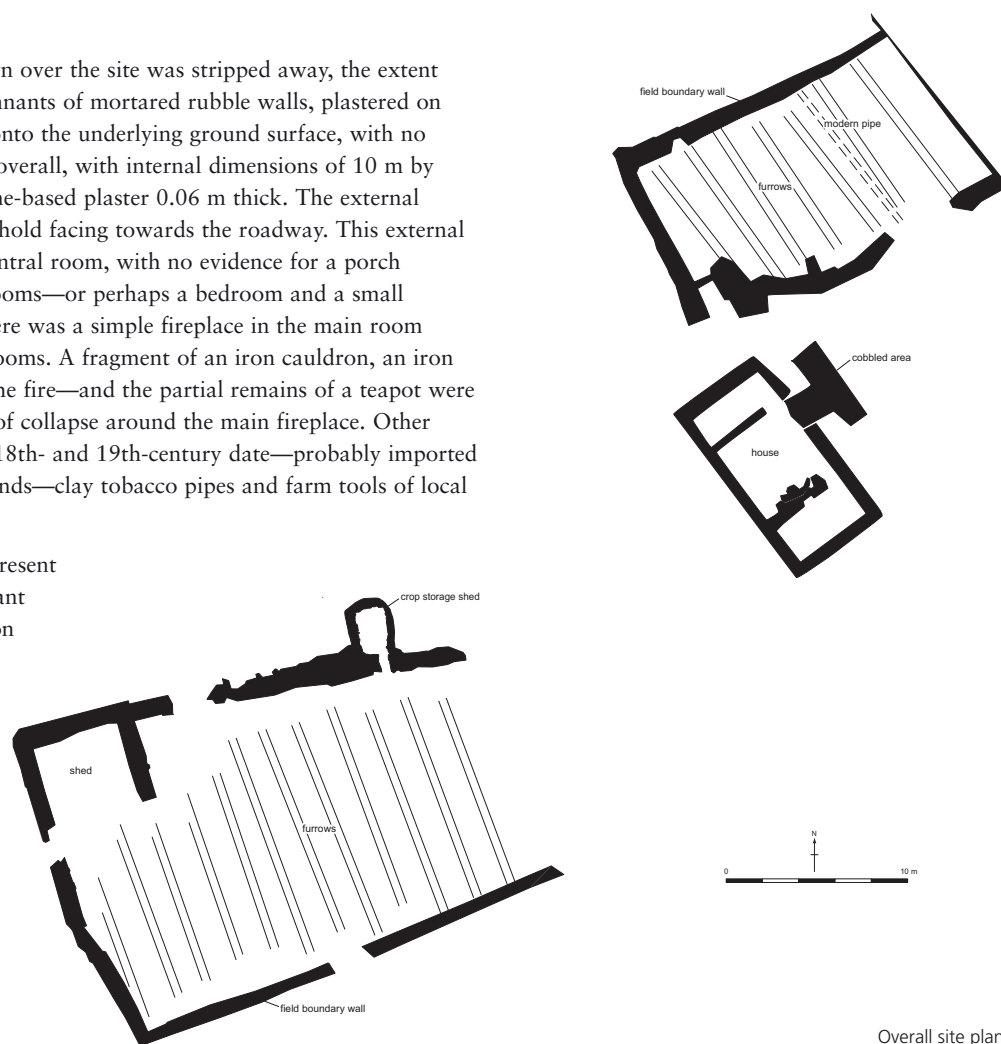 n over the site was stripped away, the extent
nnants of mortared rubble walls, plastered on
onto the underlying ground surface, with no
overall, with internal dimensions of 10 m by
ne-based plaster 0.06 m thick. The external
hold facing towards the roadway. This external
ntral room, with no evidence for a porch
ooms—or perhaps a bedroom and a small
ere was a simple fireplace in the main room
ooms. A fragment of an iron cauldron, an iron
he fire—and the partial remains of a teapot were
of collapse around the main fireplace. Other
18th- and 19th-century date—probably imported
nds—clay tobacco pipes and farm tools of local
resent
ant
on
field boundary wall
modern pipe
furrows
cobbled area
house
crop storage shed
shed
furrows
field boundary wall
N
0 10 m
Overall site plan